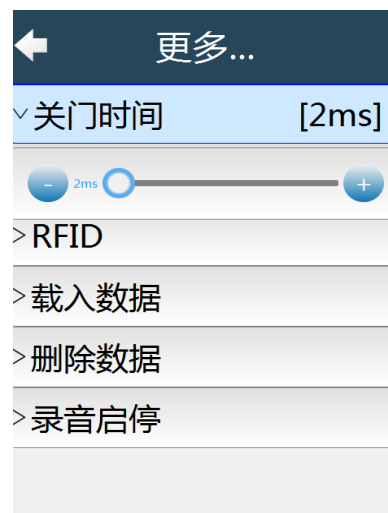 更多...
关门时间 [2ms]
- 2ms +
RFID
载入数据
删除数据
录音启停